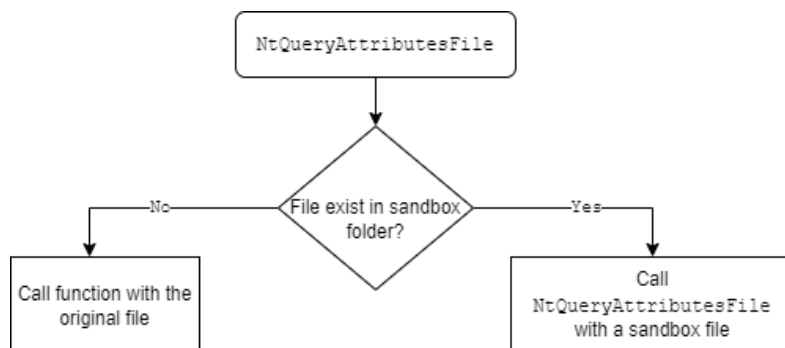 NtQueryAttributesFile
File exist in sandbox
folder?
No
Yes
Call function with the
original file
Call
NtQueryAttributesFile
with a sandbox file